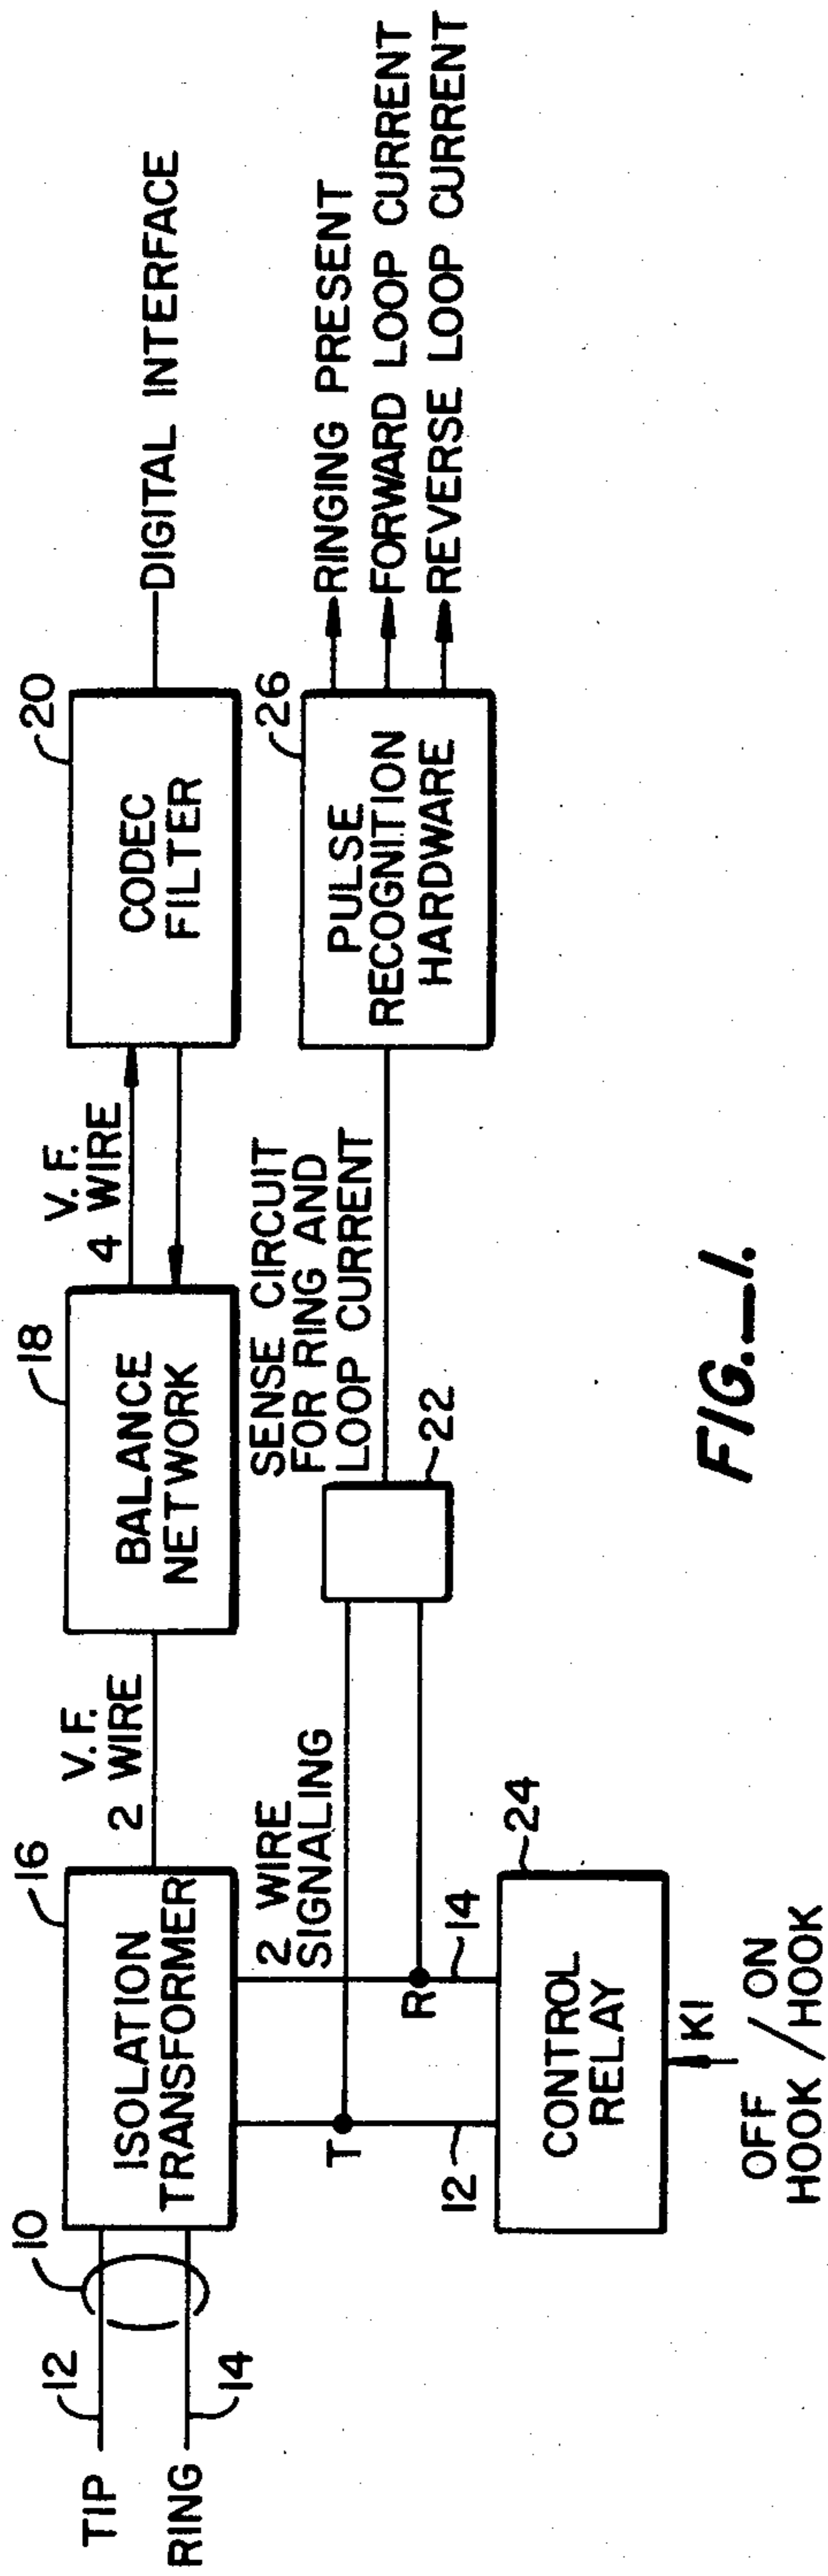 TIP
12
RING
14
10
ISOLATION
TRANSFORMER
16
V.F.
2 WIRE
BALANCE
NETWORK
18
V.F.
4 WIRE
CODEC
FILTER
20
DIGITAL INTERFACE
2 WIRE
SIGNALING
T
R
12
14
CONTROL
RELAY
24
K1
OFF / ON
HOOK / HOOK
22
SENSE CIRCUIT
FOR RING AND
LOOP CURRENT
PULSE
RECOGNITION
HARDWARE
26
RINGING PRESENT
FORWARD LOOP CURRENT
REVERSE LOOP CURRENT
FIG._1.